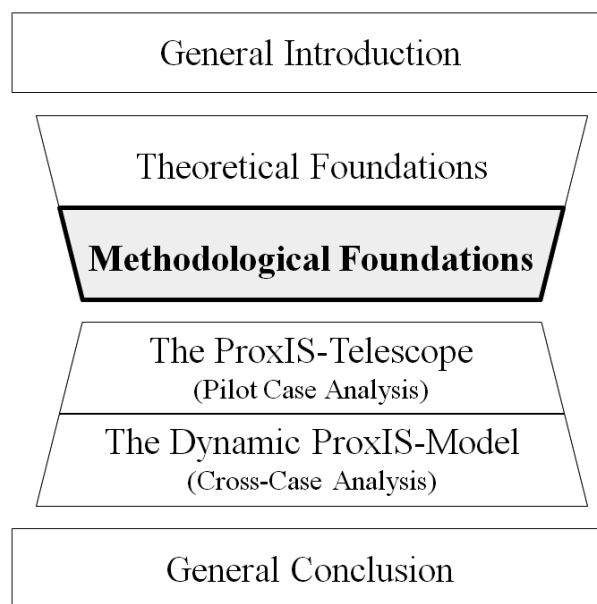 General Introduction
Theoretical Foundations
Methodological Foundations
The ProxIS-Telescope
(Pilot Case Analysis)
The Dynamic ProxIS-Model
(Cross-Case Analysis)
General Conclusion